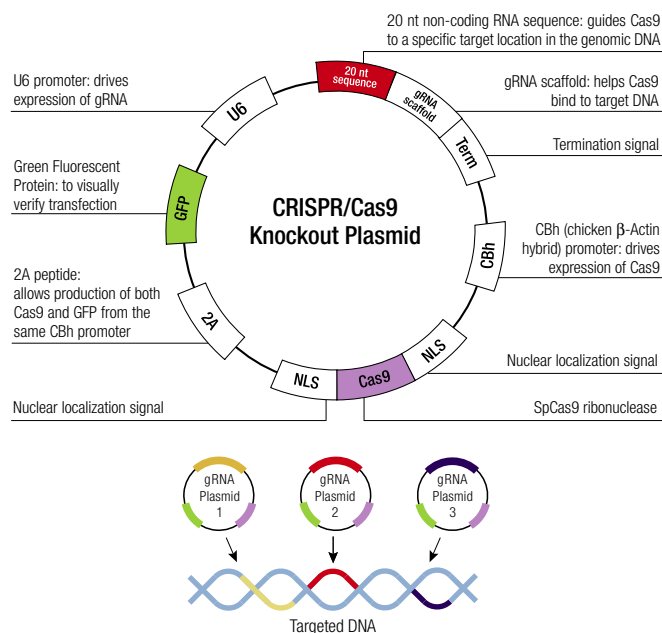 20 nt non-coding RNA sequence: guides Cas9
to a specific target location in the genomic DNA
20 nt
sequence
U6 promoter: drives
expression of gRNA
U6
gRNA
scaffold
gRNA scaffold: helps Cas9
bind to target DNA
Term
Termination signal
Green Fluorescent
Protein: to visually
verify transfection
GFP
CRISPR/Cas9
Knockout Plasmid
CBh
CBh (chicken β-Actin
hybrid) promoter: drives
expression of Cas9
2A peptide:
allows production of both
Cas9 and GFP from the
same CBh promoter
2A
NLS
Cas9
NLS
Nuclear localization signal
Nuclear localization signal
SpCas9 ribonuclease
gRNA
Plasmid
1
gRNA
Plasmid
2
gRNA
Plasmid
3
Targeted DNA